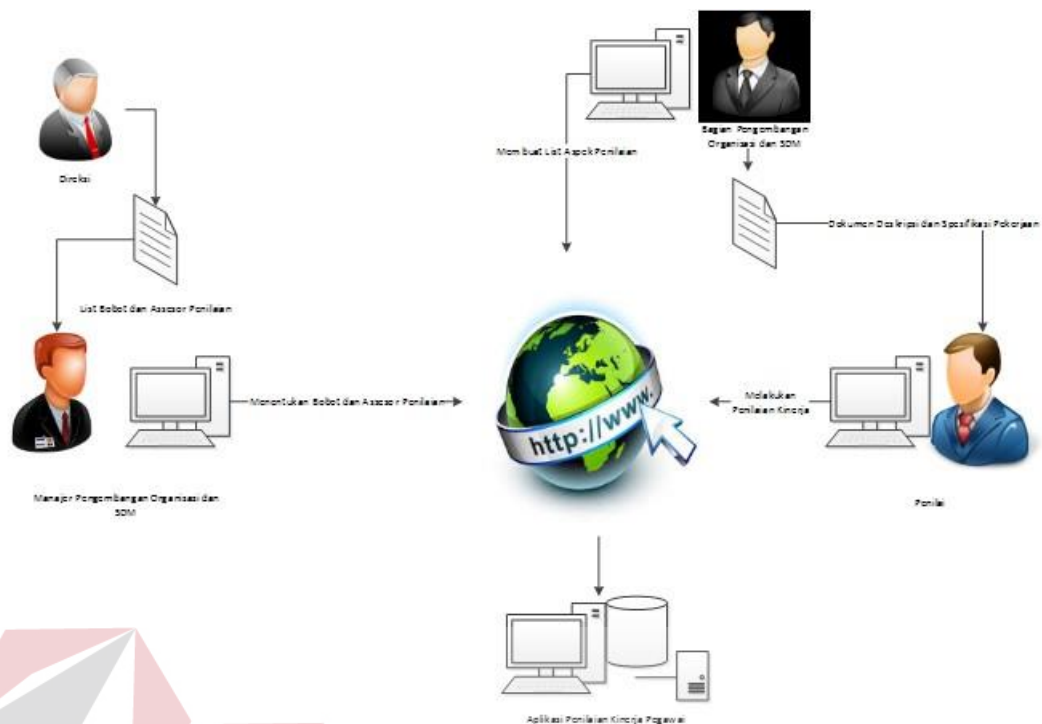 Direksi
List Bobot dan Assesor Penilaian
Manajer Pengembangan Organisasi dan
SDM
Menentukan Bobot dan Assesor Penilaian
Membuat List Aspek Penilaian
Bagian Pengembangan
Organisasi dan SDM
Dokumen Deskripsi dan Spesifikasi Pekerjaan
http://www.
Melakukan
Penilaian Kinerja
Penilai
Aplikasi Penilaian Kinerja Pegawai